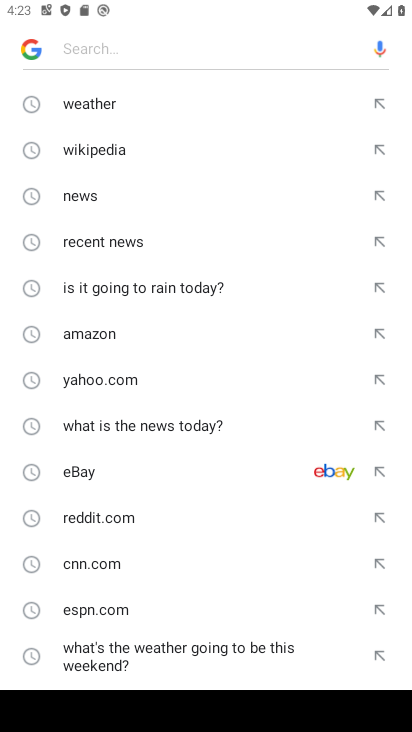 4:23
G Search...
weather
wikipedia
news
recent news
is it going to rain today?
amazon
yahoo.com
what is the news today?
eBay ebay
reddit.com
cnn.com
espn.com
what's the weather going to be this
weekend?